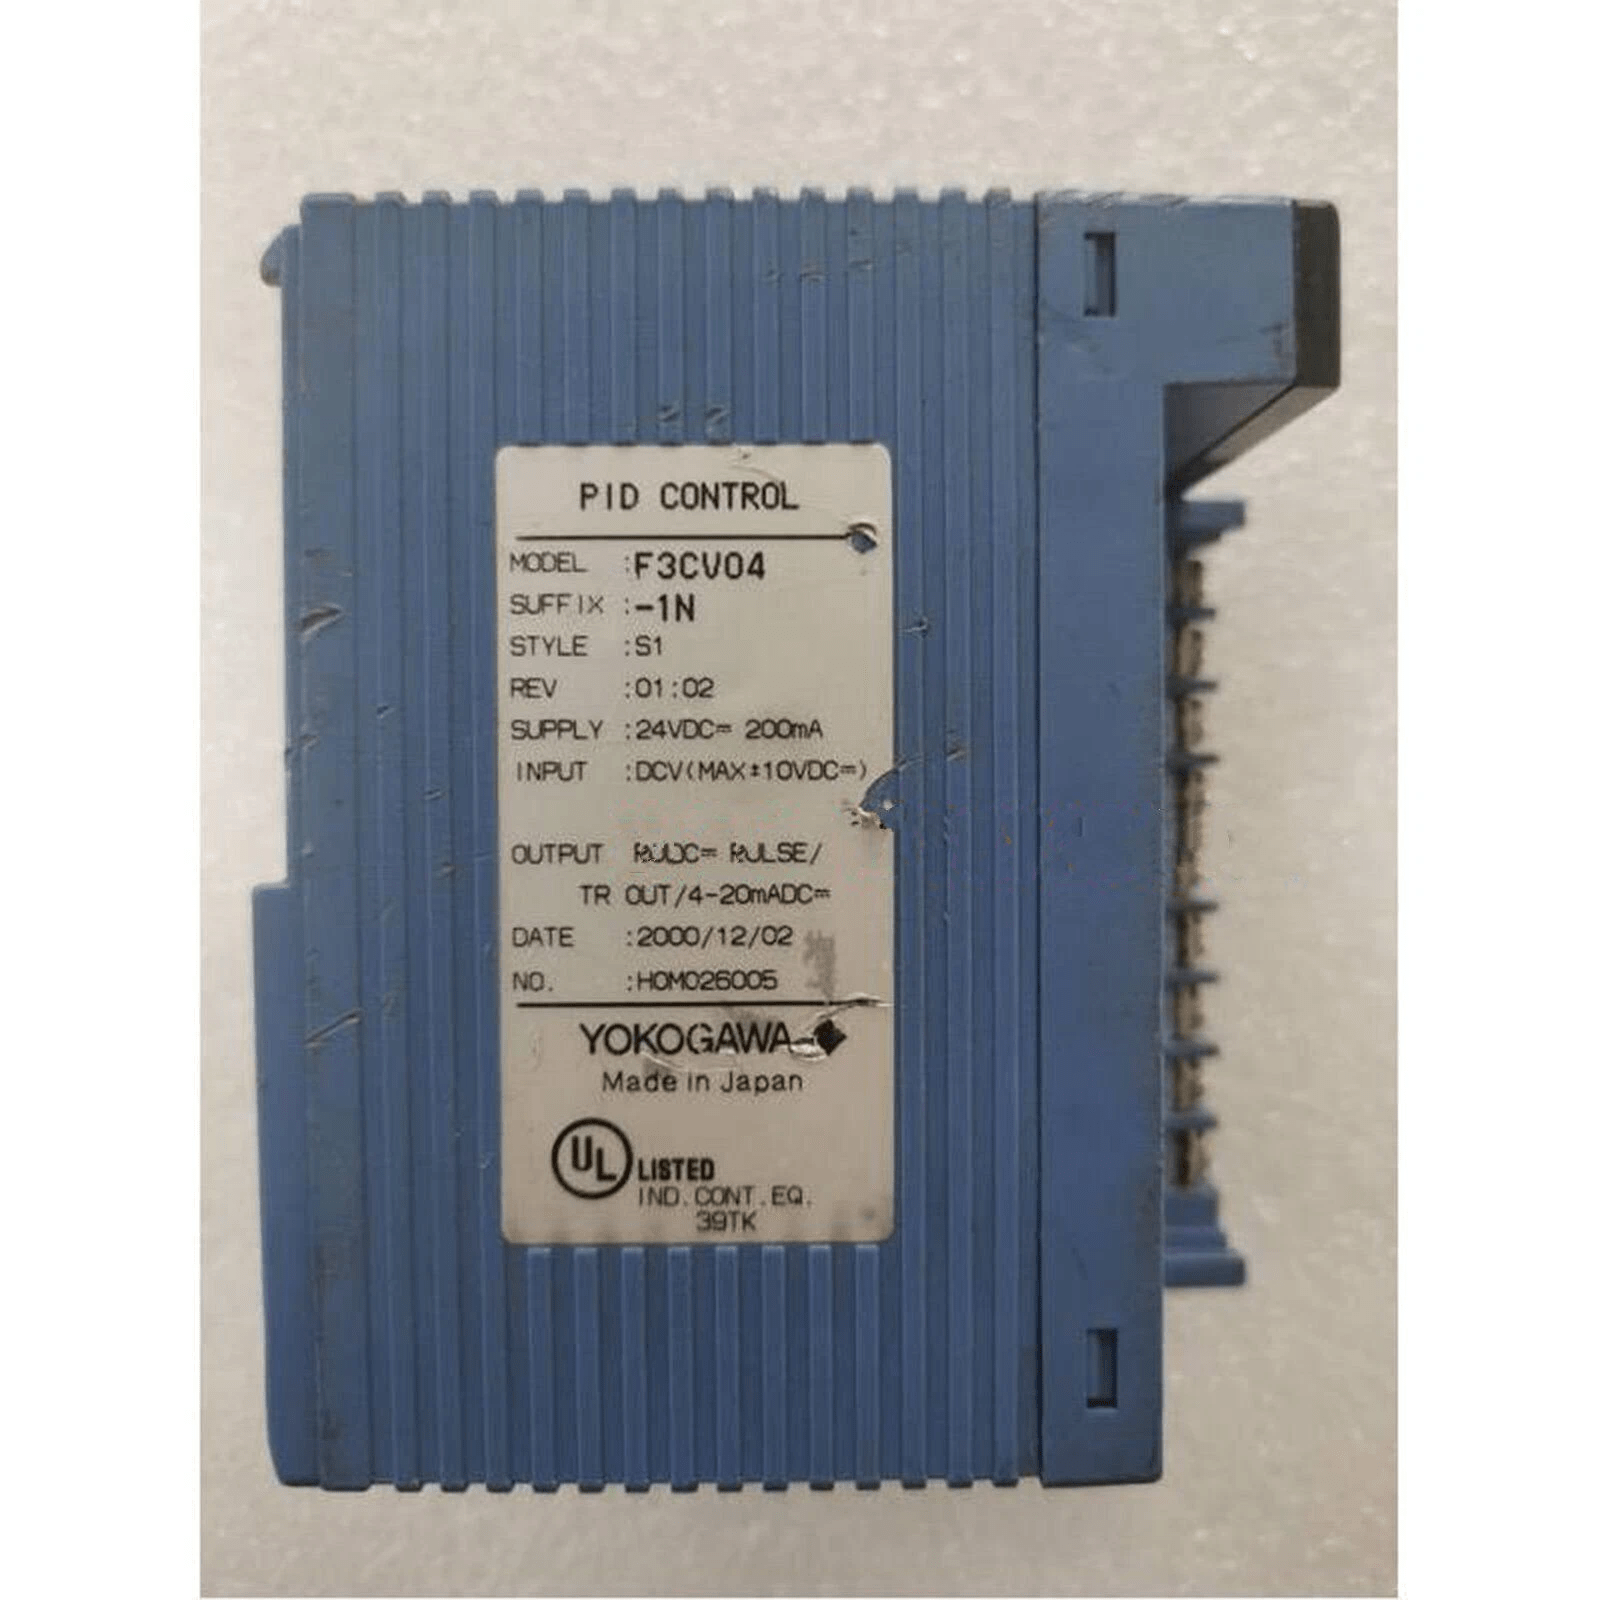 PID CONTROL
MODEL :F3CV04
SUFFIX :-1N
STYLE :S1
REV :01:02
SUPPLY :24VDC⎓ 200mA
INPUT :DCV(MAX±10VDC⎓)
OUTPUT PULSE/
TR OUT/4-20mADC⎓
DATE :2000/12/02
NO. :H0M026005
YOKOGAWA
Made in Japan
UL LISTED
IND.CONT.EQ.
39TK